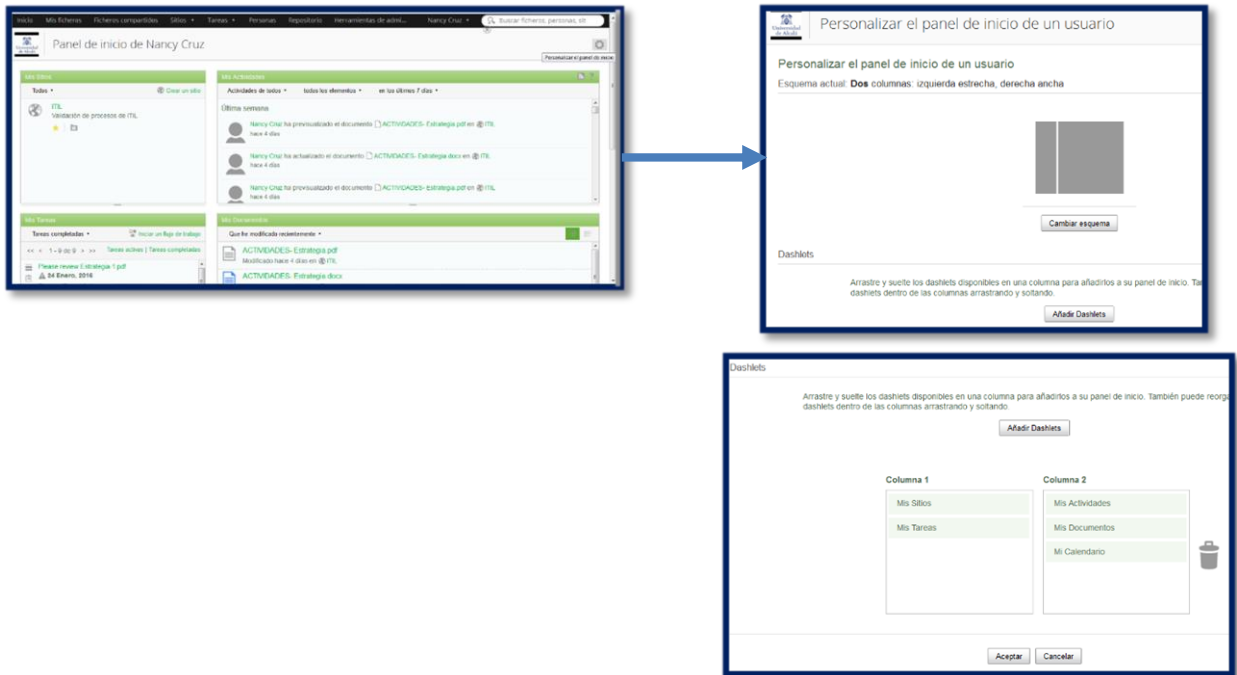 Inicio Mis ficheros Ficheros compartidos Sitios Tareas Personas Repositorio Herramientas de admi... Nancy Cruz Buscar ficheros, personas, sit
Universidad de Alcalá
Panel de inicio de Nancy Cruz
Personalizar el panel de inicio
Mis Sitios
Todos Crear un sitio
ITIL
Validación de procesos de ITIL
Mis Actividades
Actividades de todos todos los elementos en los últimos 7 días
Última semana
Nancy Cruz ha previsualizado el documento ACTIVIDADES- Estrategia.pdf en ITIL
hace 4 días
Nancy Cruz ha actualizado el documento ACTIVIDADES- Estrategia.docx en ITIL
hace 4 días
Nancy Cruz ha previsualizado el documento ACTIVIDADES- Estrategia.pdf en ITIL
hace 4 días
Mis Tareas
Tareas completadas Iniciar un flujo de trabajo
<< < 1 - 9 de 9 > >> Tareas activas | Tareas completadas
Please review Estrategia 1.pdf
04 Enero, 2016
Mis Documentos
Que he modificado recientemente
ACTIVIDADES- Estrategia.pdf
Modificado hace 4 días en ITIL
ACTIVIDADES- Estrategia.docx
Universidad de Alcalá
Personalizar el panel de inicio de un usuario
Personalizar el panel de inicio de un usuario
Esquema actual: Dos columnas: izquierda estrecha, derecha ancha
Cambiar esquema
Dashlets
Arrastre y suelte los dashlets disponibles en una columna para añadirlos a su panel de inicio. Ta
dashlets dentro de las columnas arrastrando y soltando.
Añadir Dashlets
Dashlets
Arrastre y suelte los dashlets disponibles en una columna para añadirlos a su panel de inicio. También puede reorga
dashlets dentro de las columnas arrastrando y soltando.
Añadir Dashlets
Columna 1 Columna 2
Mis Sitios Mis Actividades
Mis Tareas Mis Documentos
Mi Calendario
Aceptar Cancelar